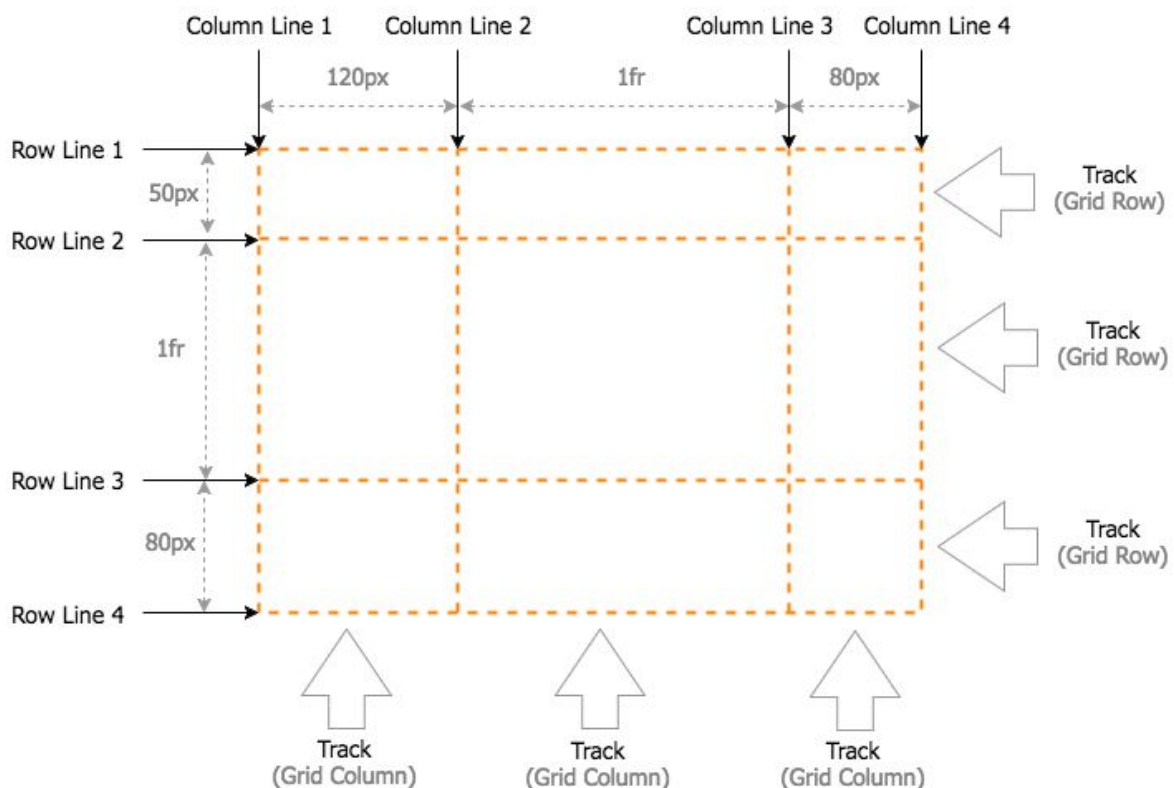 Column Line 1
Column Line 2
Column Line 3
Column Line 4
120px
1fr
80px
Row Line 1
50px
Row Line 2
1fr
Row Line 3
80px
Row Line 4
Track
(Grid Row)
Track
(Grid Row)
Track
(Grid Row)
Track
(Grid Column)
Track
(Grid Column)
Track
(Grid Column)